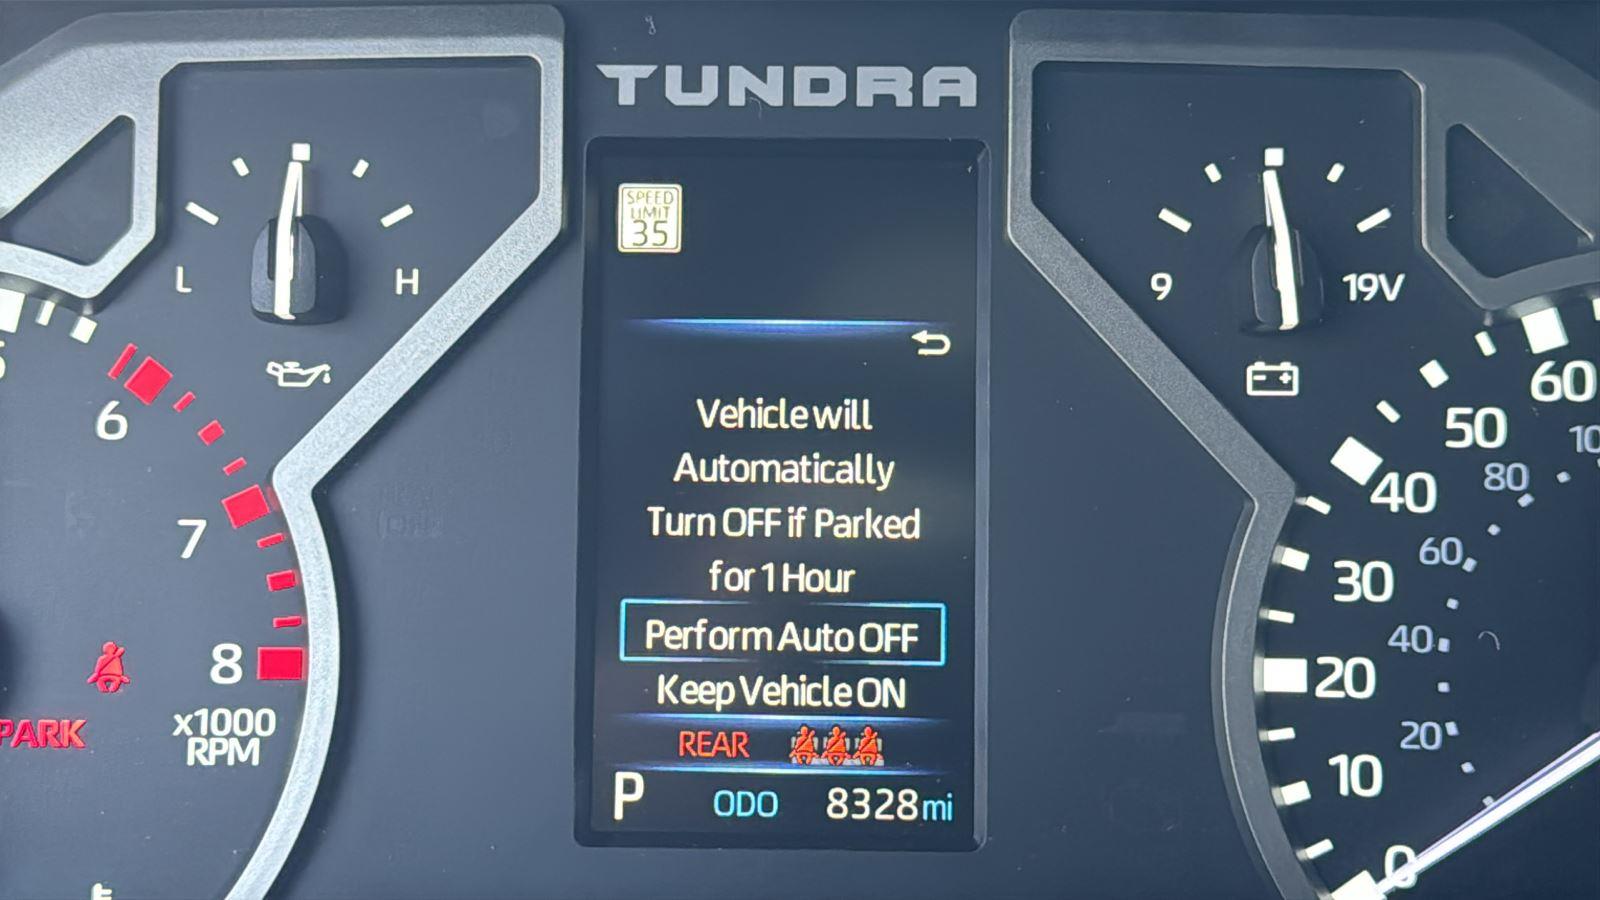 TUNDRA
SPEED
LIMIT
35
L
H
9
19V
6
7
8
x1000
RPM
PARK
Vehicle will
Automatically
Turn OFF if Parked
for 1 Hour
Perform Auto OFF
Keep Vehicle ON
REAR
P ODO 8328 mi
60
50
40
30
20
10
0
80
60
40
20